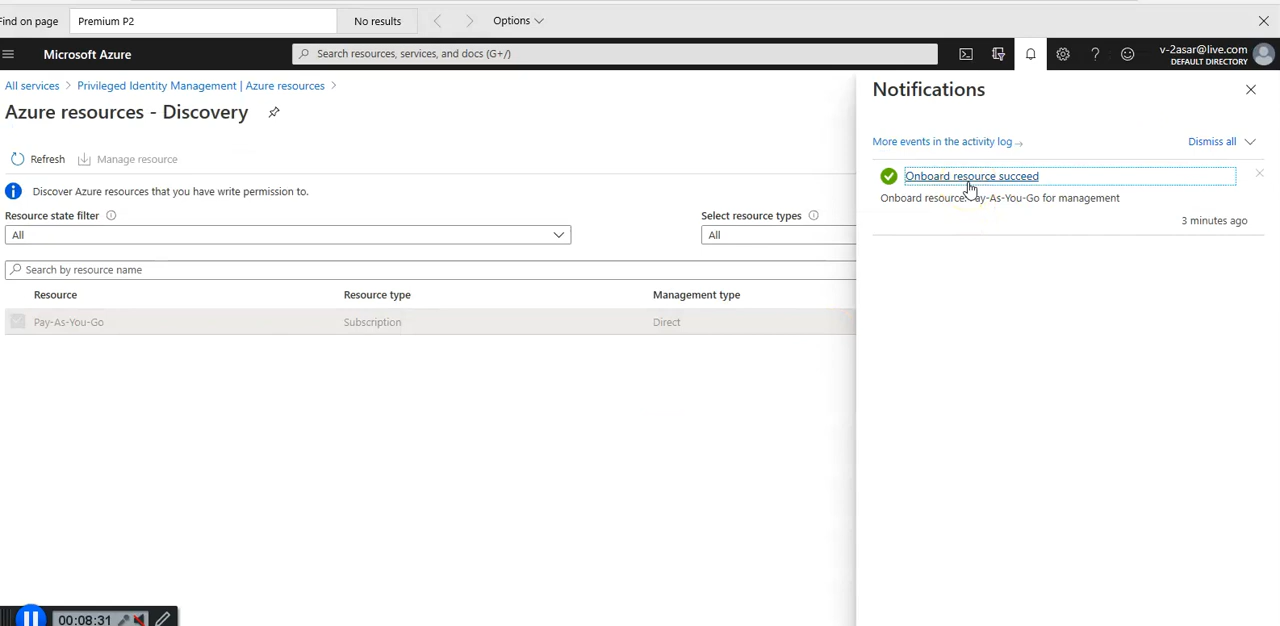 Find on page
Premium P2
No results
Options
Microsoft Azure
Search resources, services, and docs (G+/)
v-2asar@live.com
DEFAULT DIRECTORY
All services > Privileged Identity Management | Azure resources >
Azure resources - Discovery
Refresh
Manage resource
Discover Azure resources that you have write permission to.
Resource state filter
Select resource types
All
All
Search by resource name
Resource Resource type Management type
Pay-As-You-Go Subscription Direct
Notifications
More events in the activity log →
Dismiss all
Onboard resource succeed
Onboard resource: Pay-As-You-Go for management
3 minutes ago
00:08:31